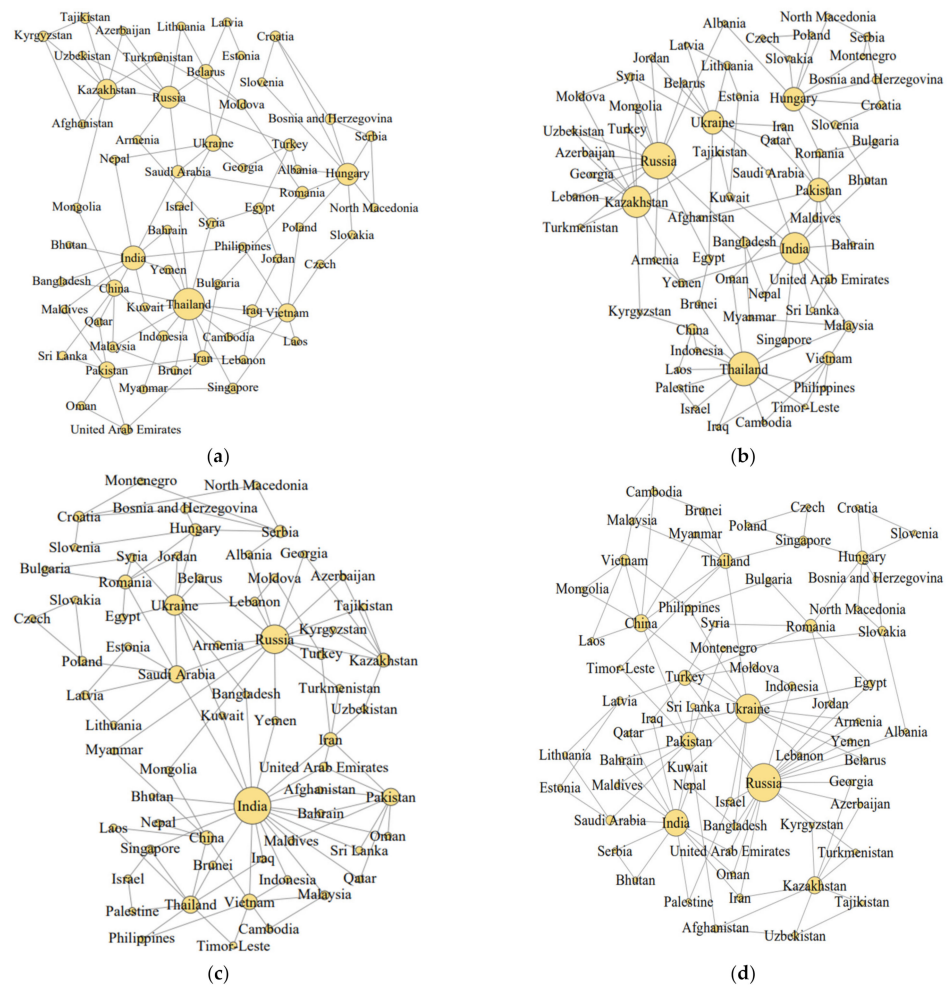 Tajikistan
Latvia
Lithuania
Kyrgyzstan
Azerbaijan
Croatia
Uzbekistan
Turkmenistan
Estonia
Belarus
Slovenia
Kazakhstan
Russia
Moldova
Afghanistan
Bosnia and Herzegovina
Armenia
Ukraine
Turkey
Serbia
Nepal
Saudi Arabia
Georgia
Albania
Hungary
Romania
Mongolia
Israel
Egypt
North Macedonia
Syria
Bahrain
Poland
Slovakia
Bhutan
Philippines
India
Yemen
Jordan
Czech
Bangladesh
China
Bulgaria
Maldives
Kuwait
Thailand
Iraq
Vietnam
Qatar
Indonesia
Cambodia
Laos
Sri Lanka
Malaysia
Iran
Lebanon
Pakistan
Brunei
Myanmar
Singapore
Oman
United Arab Emirates
(a)
North Macedonia
Albania
Czech
Poland
Serbia
Latvia
Jordan
Slovakia
Montenegro
Syria
Lithuania
Belarus
Bosnia and Herzegovina
Moldova
Estonia
Hungary
Croatia
Mongolia
Ukraine
Iran
Slovenia
Uzbekistan
Turkey
Qatar
Bulgaria
Azerbaijan
Russia
Tajikistan
Romania
Georgia
Saudi Arabia
Bhutan
Lebanon
Kazakhstan
Kuwait
Pakistan
Turkmenistan
Afghanistan
Maldives
Bangladesh
India
Bahrain
Armenia
Egypt
Yemen
Oman
United Arab Emirates
Nepal
Kyrgyzstan
Brunei
Myanmar
Sri Lanka
China
Malaysia
Indonesia
Singapore
Vietnam
Laos
Thailand
Palestine
Philippines
Israel
Timor-Leste
Iraq
Cambodia
(b)
Montenegro
North Macedonia
Bosnia and Herzegovina
Croatia
Hungary
Serbia
Slovenia
Syria
Jordan
Albania
Georgia
Bulgaria
Romania
Belarus
Moldova
Azerbaijan
Slovakia
Lebanon
Tajikistan
Czech
Egypt
Ukraine
Kyrgyzstan
Estonia
Armenia
Russia
Turkey
Poland
Saudi Arabia
Kazakhstan
Latvia
Bangladesh
Turkmenistan
Lithuania
Kuwait
Yemen
Uzbekistan
Myanmar
Iran
Mongolia
United Arab Emirates
Bhutan
Afghanistan
India
Pakistan
Nepal
Bahrain
Laos
China
Maldives
Oman
Singapore
Sri Lanka
Brunei
Iraq
Israel
Indonesia
Qatar
Thailand
Vietnam
Malaysia
Palestine
Philippines
Cambodia
Timor-Leste
(c)
Cambodia
Brunei
Czech
Croatia
Malaysia
Myanmar
Poland
Singapore
Slovenia
Vietnam
Thailand
Hungary
Mongolia
Bulgaria
Bosnia and Herzegovina
Philippines
North Macedonia
China
Syria
Romania
Slovakia
Laos
Montenegro
Timor-Leste
Turkey
Moldova
Indonesia
Egypt
Latvia
Sri Lanka
Ukraine
Jordan
Iraq
Armenia
Qatar
Pakistan
Yemen
Albania
Lithuania
Bahrain
Kuwait
Lebanon
Belarus
Estonia
Maldives
Nepal
Russia
Georgia
Israel
Azerbaijan
Saudi Arabia
India
Bangladesh
Kyrgyzstan
Serbia
United Arab Emirates
Turkmenistan
Bhutan
Oman
Kazakhstan
Palestine
Iran
Tajikistan
Afghanistan
Uzbekistan
(d)